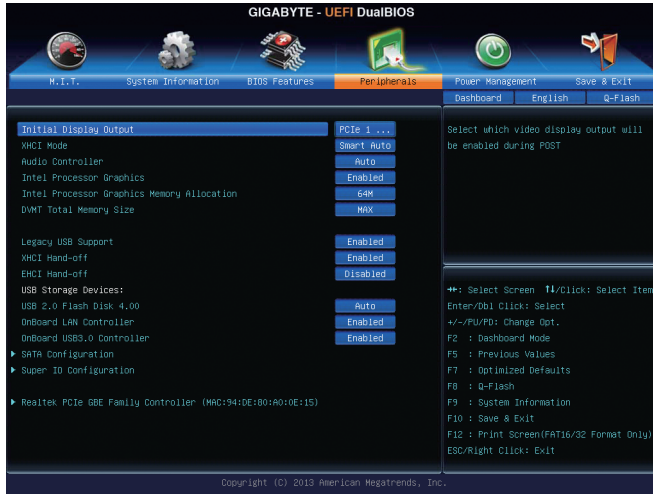 GIGABYTE - UEFI DualBIOS
M.I.T.
System Information
BIOS Features
Peripherals
Power Management
Save & Exit
Dashboard
English
Q-Flash
Initial Display Output PCIe 1 ...
XHCI Mode Smart Auto
Audio Controller Auto
Intel Processor Graphics Enabled
Intel Processor Graphics Memory Allocation 64M
DVMT Total Memory Size MAX
Legacy USB Support Enabled
XHCI Hand-off Enabled
EHCI Hand-off Disabled
USB Storage Devices:
USB 2.0 Flash Disk 4.00 Auto
OnBoard LAN Controller Enabled
OnBoard USB3.0 Controller Enabled
SATA Configuration
Super IO Configuration
Realtek PCIe GBE Family Controller (MAC:94:DE:80:A0:0E:15)
Select which video display output will
be enabled during POST
→←: Select Screen ↑↓/Click: Select Item
Enter/Dbl Click: Select
+/-/PU/PD: Change Opt.
F2 : Dashboard Mode
F5 : Previous Values
F7 : Optimized Defaults
F8 : Q-Flash
F9 : System Information
F10 : Save & Exit
F12 : Print Screen(FAT16/32 Format Only)
ESC/Right Click: Exit
Copyright (C) 2013 American Megatrends, Inc.